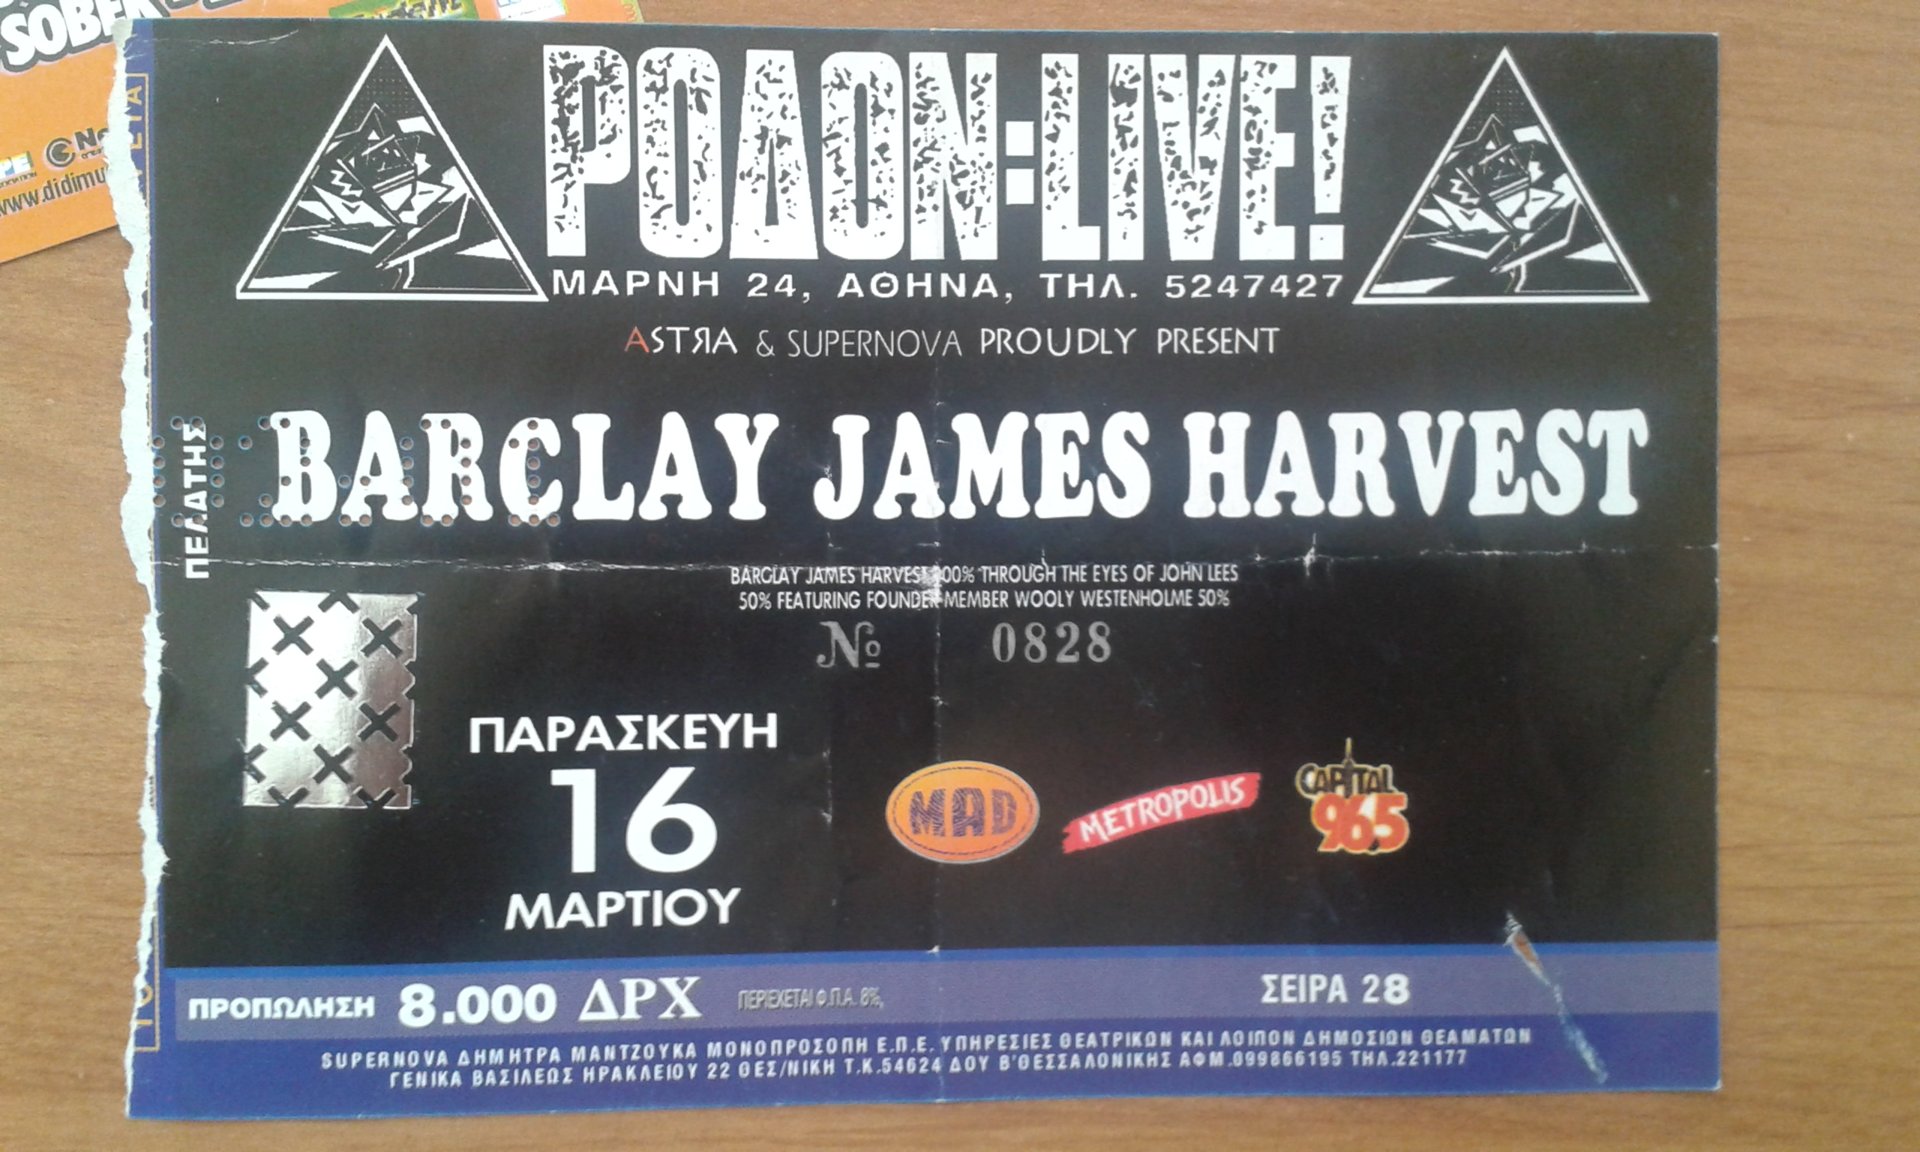 SOBER
www.didimu
ΡΟΔΟΝ:LIVE!
ΜΑΡΝΗ 24, ΑΘΗΝΑ, ΤΗΛ. 5247427
ASTЯA & SUPERNOVA PROUDLY PRESENT
ΠΕΛΑΤΗΣ
BARCLAY JAMES HARVEST
BARCLAY JAMES HARVEST 100% THROUGH THE EYES OF JOHN LEES
50% FEATURING FOUNDER MEMBER WOOLY WESTENHOLME 50%
№ 0828
ΠΑΡΑΣΚΕΥΗ
16
ΜΑΡΤΙΟΥ
MAD
METROPOLIS
CAPITAL
96,5
ΠΡΟΠΩΛΗΣΗ 8.000 ΔΡΧ ΠΕΡΙΕΧΕΤΑΙ Φ.Π.Α. 8%, ΣΕΙΡΑ 28
SUPERNOVA ΔΗΜΗΤΡΑ ΜΑΝΤΖΟΥΚΑ ΜΟΝΟΠΡΟΣΟΠΗ Ε.Π.Ε. ΥΠΗΡΕΣΙΕΣ ΘΕΑΤΡΙΚΩΝ ΚΑΙ ΛΟΙΠΩΝ ΔΗΜΟΣΙΩΝ ΘΕΑΜΑΤΩΝ
ΓΕΝΙΚΑ ΒΑΣΙΛΕΩΣ ΗΡΑΚΛΕΙΟΥ 22 ΘΕΣ/ΝΙΚΗ Τ.Κ.54624 ΔΟΥ Β'ΘΕΣΣΑΛΟΝΙΚΗΣ ΑΦΜ.099866195 ΤΗΛ.221177